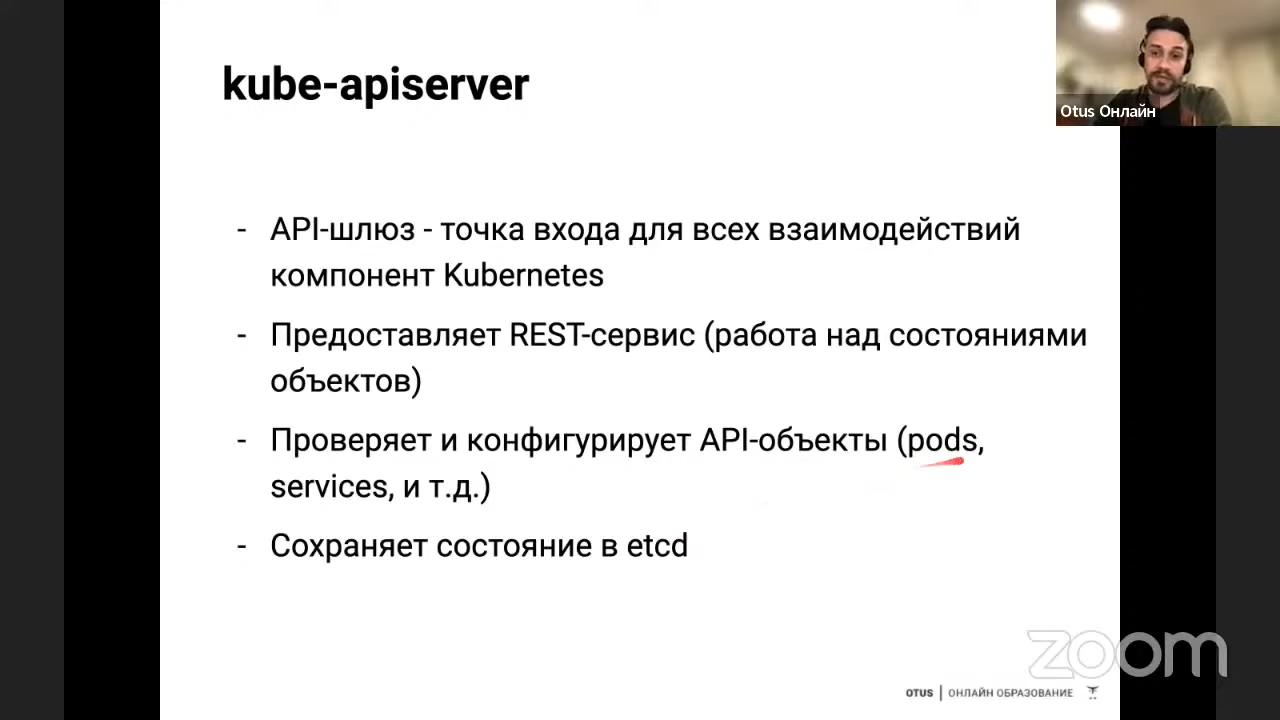 kube-apiserver
Otus Онлайн
- API-шлюз - точка входа для всех взаимодействий
компонент Kubernetes
- Предоставляет REST-сервис (работа над состояниями
объектов)
- Проверяет и конфигурирует API-объекты (pods,
services, и т.д.)
- Сохраняет состояние в etcd
zoom
OTUS | ОНЛАЙН ОБРАЗОВАНИЕ